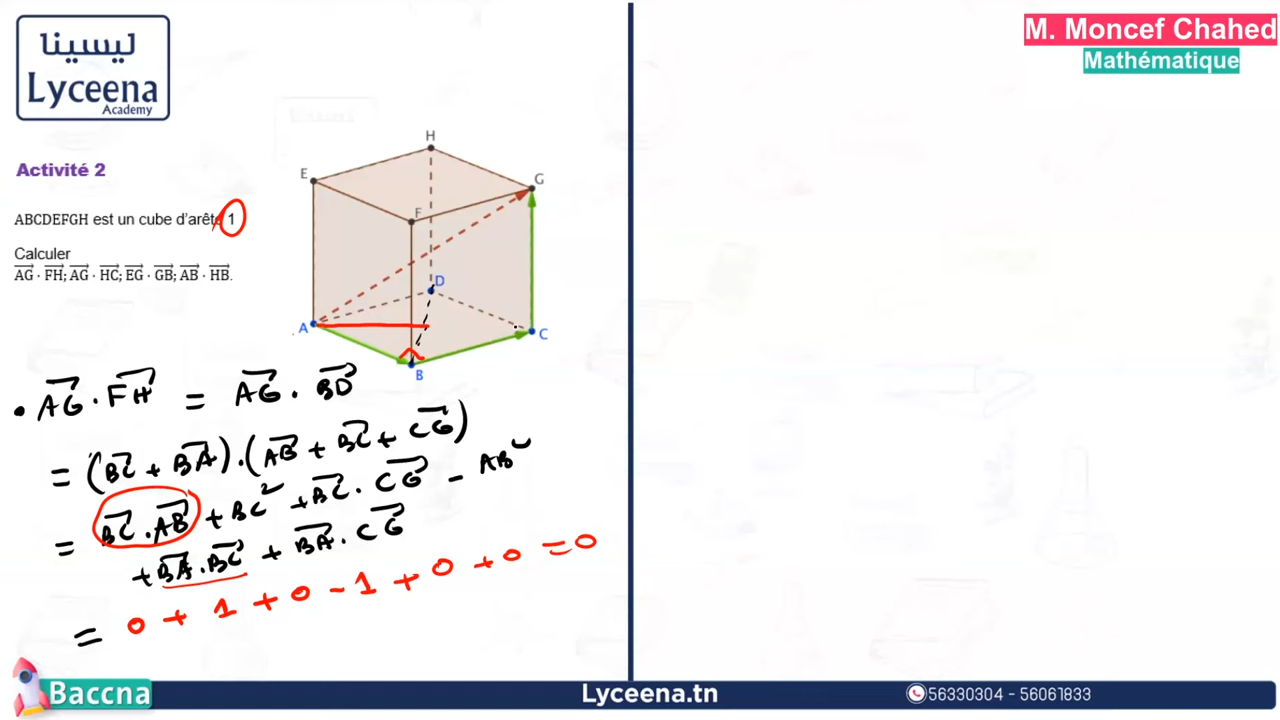 ليسينا
Lyceena
Academy
M. Moncef Chahed
Mathématique
Activité 2
ABCDEFGH est un cube d'arête 1
Calculer
AG · FH; AG · HC; EG · GB; AB · HB.
H
E
G
F
D
A
C
B
• AG . FH = AG . BD
= (BC + BA) . (AB + BC + CG)
= BC . AB + BC² + BC . CG - AB²
+ BA . BC + BA . CG
= 0 + 1 + 0 - 1 + 0 + 0 = 0
Baccna
Lyceena.tn
56330304 - 56061833